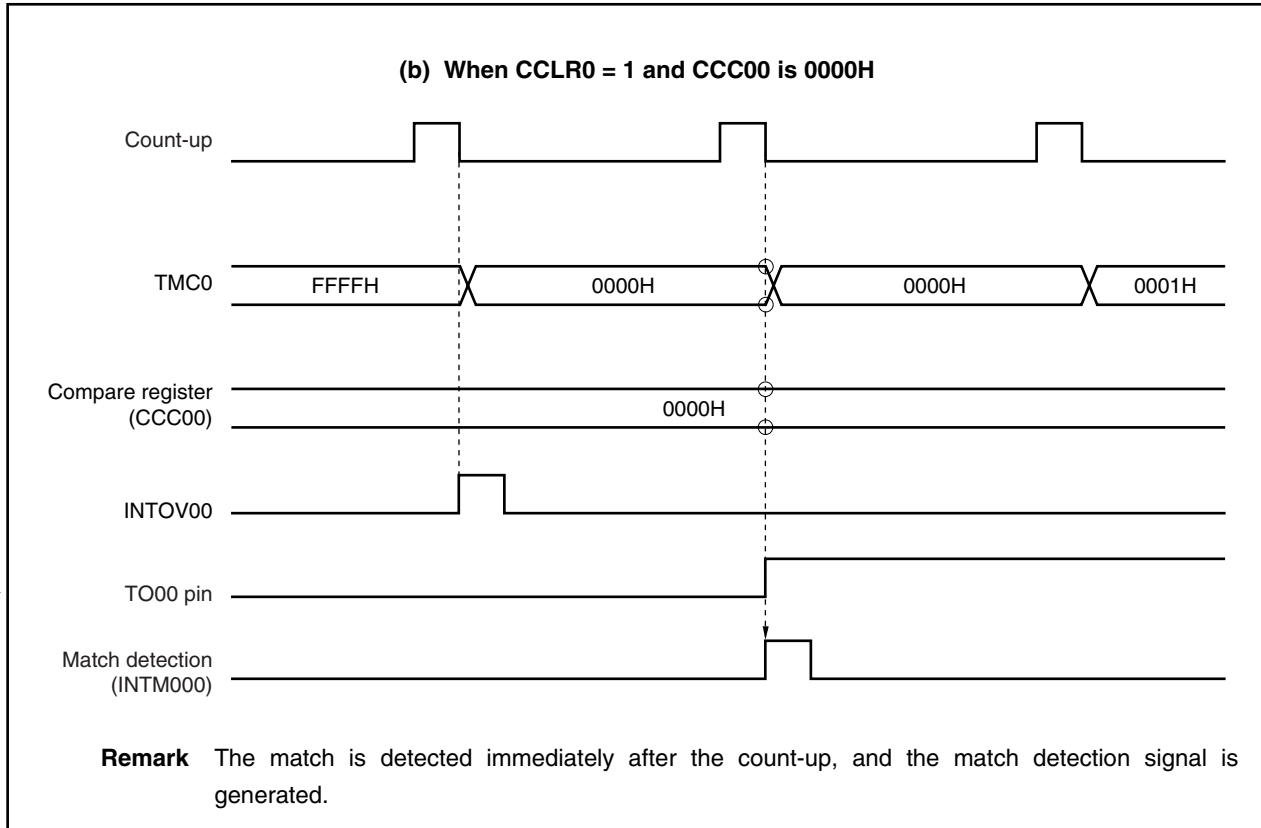 (b) When CCLR0 = 1 and CCC00 is 0000H
Count-up
TMC0
FFFFH
0000H
0000H
0001H
Compare register
(CCC00)
0000H
INTOV00
TO00 pin
Match detection
(INTM000)
Remark The match is detected immediately after the count-up, and the match detection signal is
generated.